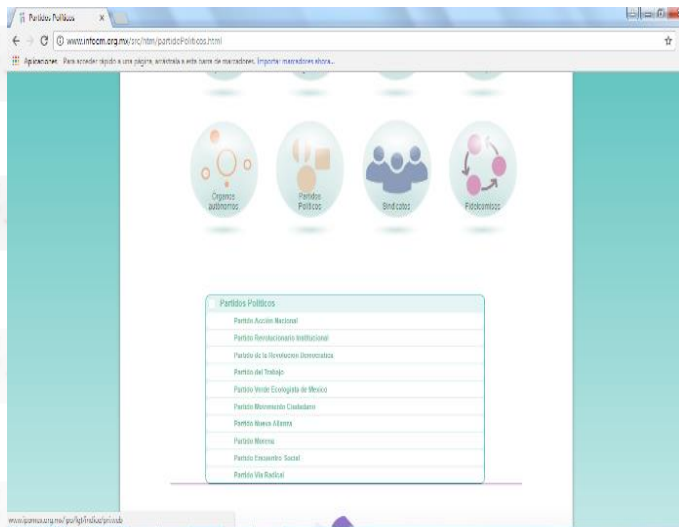 Partidos Políticos
www.infoem.org.mx/src/htm/partidoPoliticos.html
Aplicaciones Para acceder rápido a una página, arrástrala a esta barra de marcadores. Importar marcadores ahora...
Órganos
autónomos
Partidos
Políticos
Sindicatos
Fideicomisos
Partidos Políticos
Partido Acción Nacional
Partido Revolucionario Institucional
Partido de la Revolución Democrática
Partido del Trabajo
Partido Verde Ecologista de México
Partido Movimiento Ciudadano
Partido Nueva Alianza
Partido Morena
Partido Encuentro Social
Partido Vía Radical